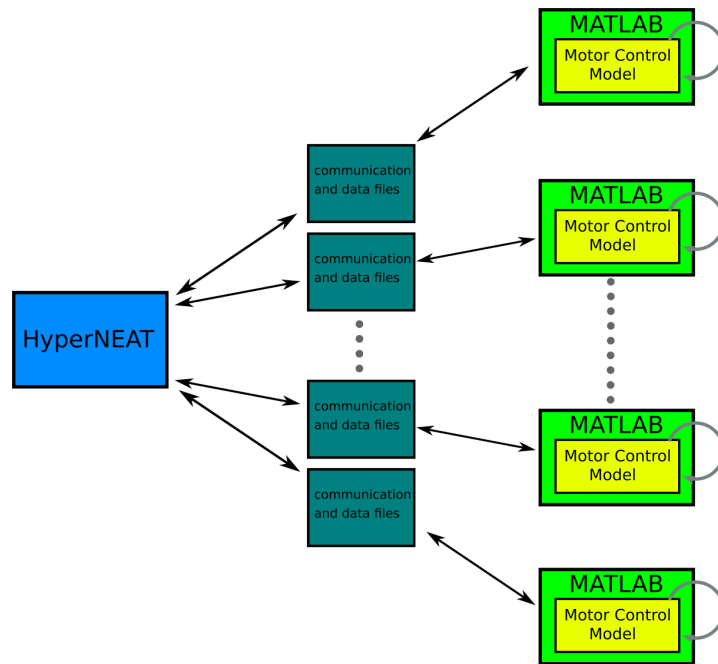 MATLAB
Motor Control
Model
communication
and data files
MATLAB
Motor Control
Model
communication
and data files
HyperNEAT
communication
and data files
MATLAB
Motor Control
Model
communication
and data files
MATLAB
Motor Control
Model